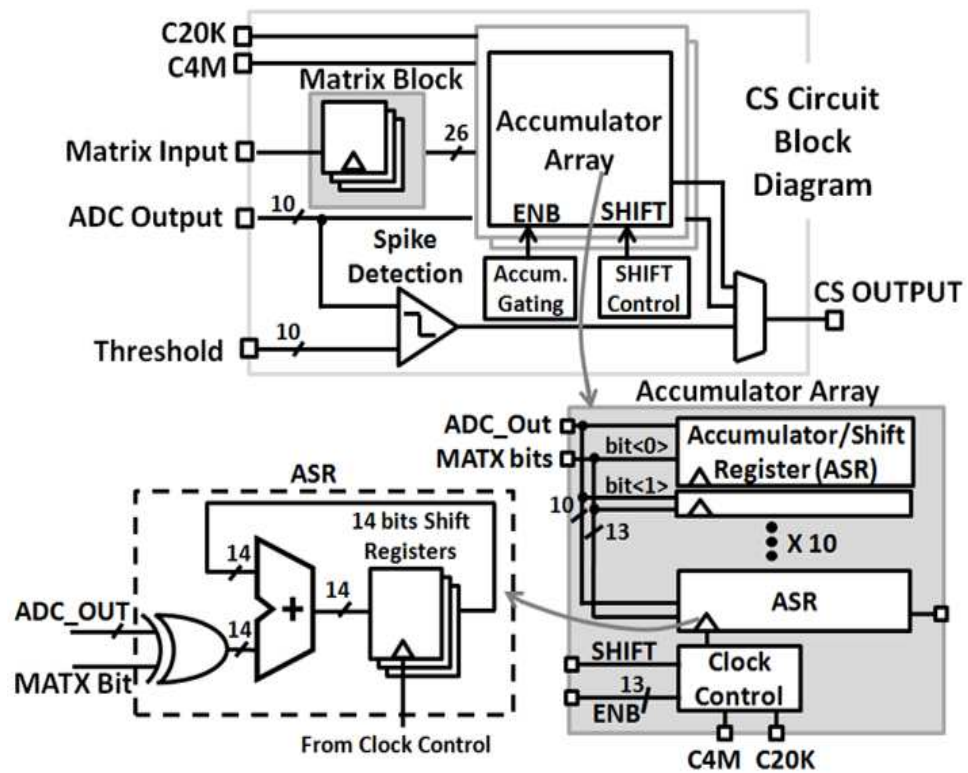 C20K
C4M
Matrix Block
CS Circuit
Block
Diagram
Accumulator
Array
Matrix Input
26
ADC Output
10
ENB
SHIFT
Spike
Detection
Accum.
Gating
SHIFT
Control
CS OUTPUT
Threshold
10
Accumulator Array
ADC_Out
MATX bits
bit<0>
Accumulator/Shift
Register (ASR)
bit<1>
10
13
X 10
ASR
SHIFT
13
ENB
Clock
Control
C4M
C20K
ASR
14 bits Shift
Registers
14
14
ADC_OUT
14
MATX Bit
+
From Clock Control